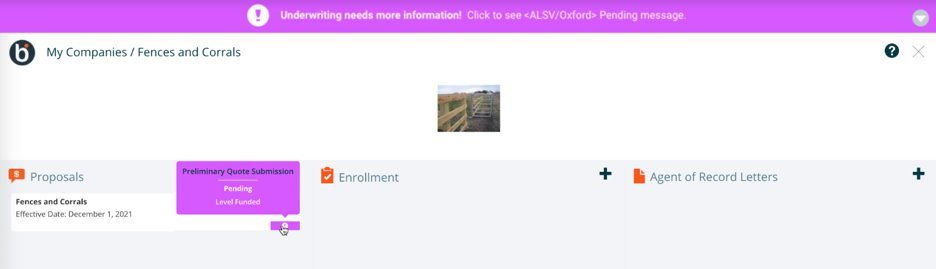 Underwriting needs more information! Click to see <ALSV/Oxford> Pending message.
b
My Companies / Fences and Corrals
?
Proposals
Preliminary Quote Submission
Pending
Level Funded
Fences and Corrals
Effective Date: December 1, 2021
Enrollment
Agent of Record Letters